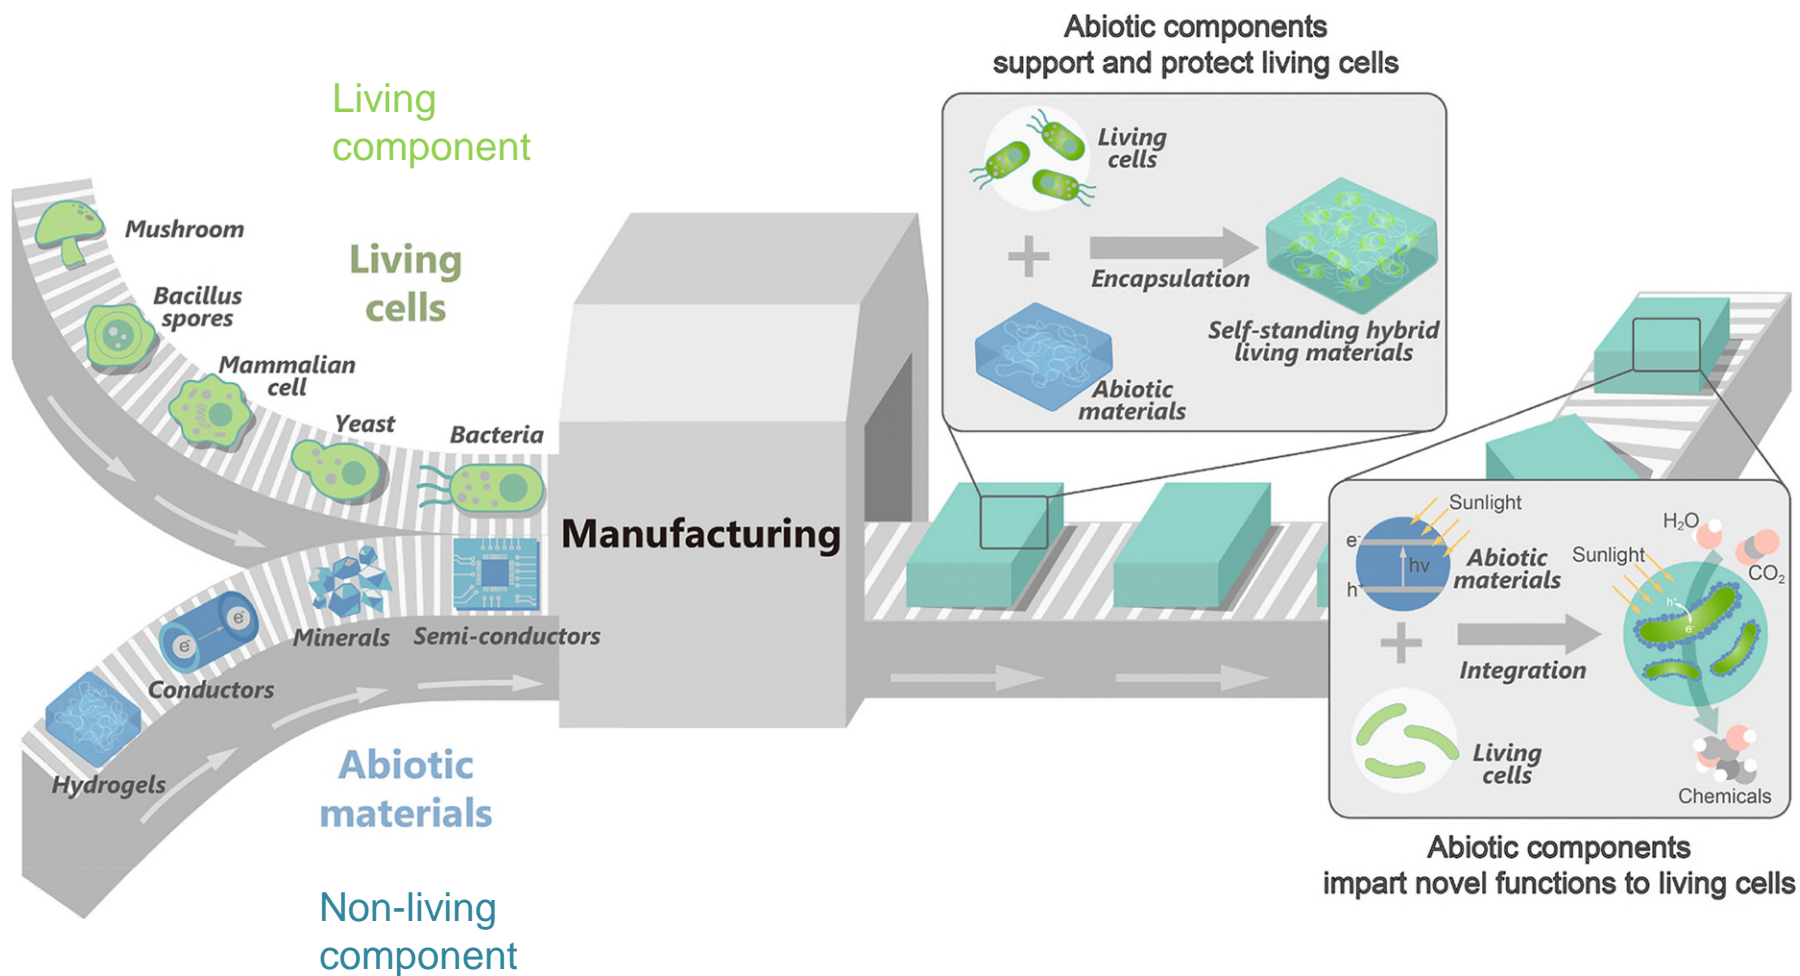 Abiotic components
support and protect living cells
Living
component
Living
cells
Mushroom
Bacillus
spores
Mammalian
cell
Yeast
Bacteria
Living
cells
+
Encapsulation
Abiotic
materials
Self-standing hybrid
living materials
Manufacturing
Minerals
Semi-conductors
e-
e-
Conductors
Hydrogels
Abiotic
materials
Non-living
component
Sunlight
e-
hv
h+
Abiotic
materials
+
Integration
Living
cells
H2O
CO2
Sunlight
h+
e-
Chemicals
Abiotic components
impart novel functions to living cells